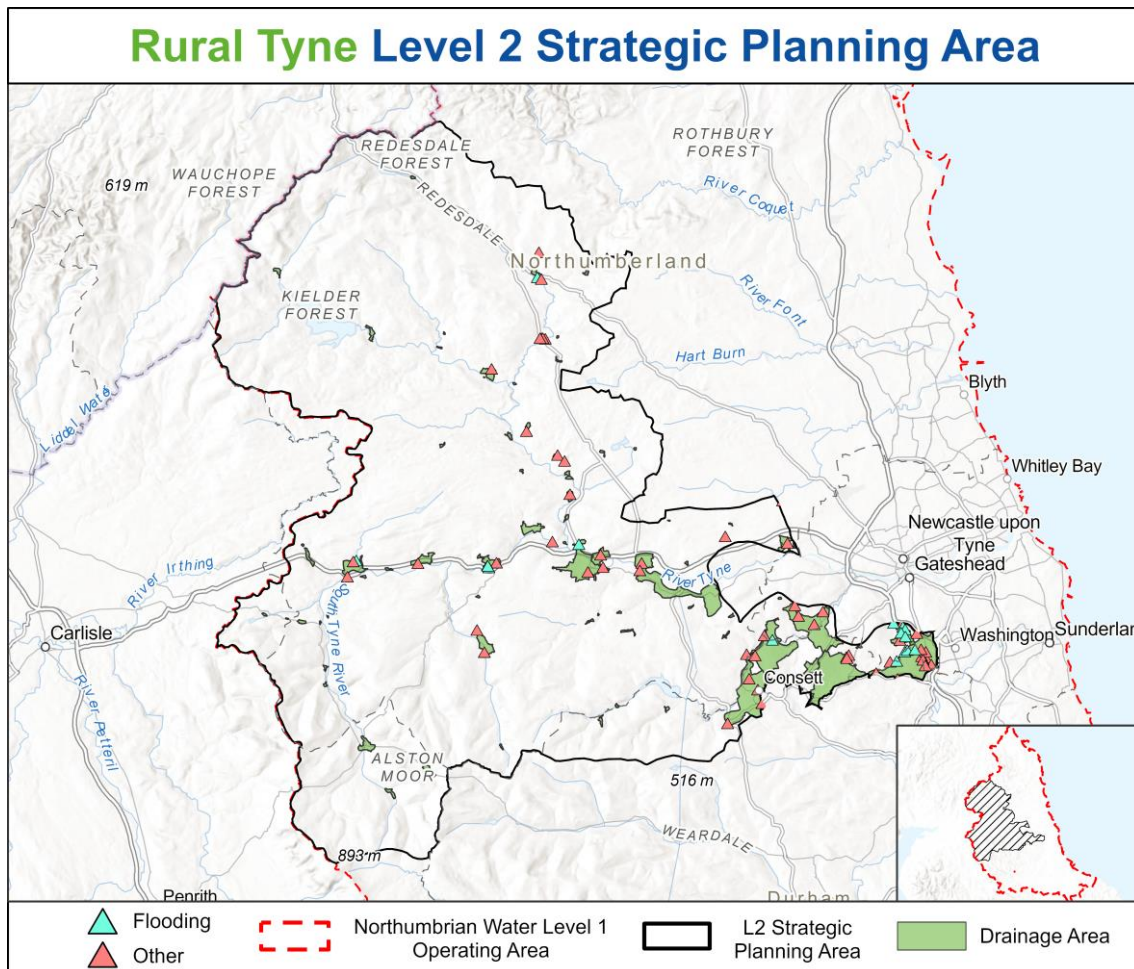 Rural Tyne Level 2 Strategic Planning Area
REDESDALE
FOREST
ROTHBURY
FOREST
WAUCHOPE
FOREST
619 m
REDESDALE
River Coquet
Northumberland
KIELDER
FOREST
River Font
Hart Burn
Blyth
Liddel Water
Whitley Bay
Newcastle upon
Tyne
Gateshead
River Irthing
River Tyne
South Tyne River
Carlisle
Washington
Sunderlan
Consett
River Petteril
ALSTON
MOOR
516 m
WEARDALE
893 m
Penrith
Durham
Flooding
Other
Northumbrian Water Level 1
Operating Area
L2 Strategic
Planning Area
Drainage Area